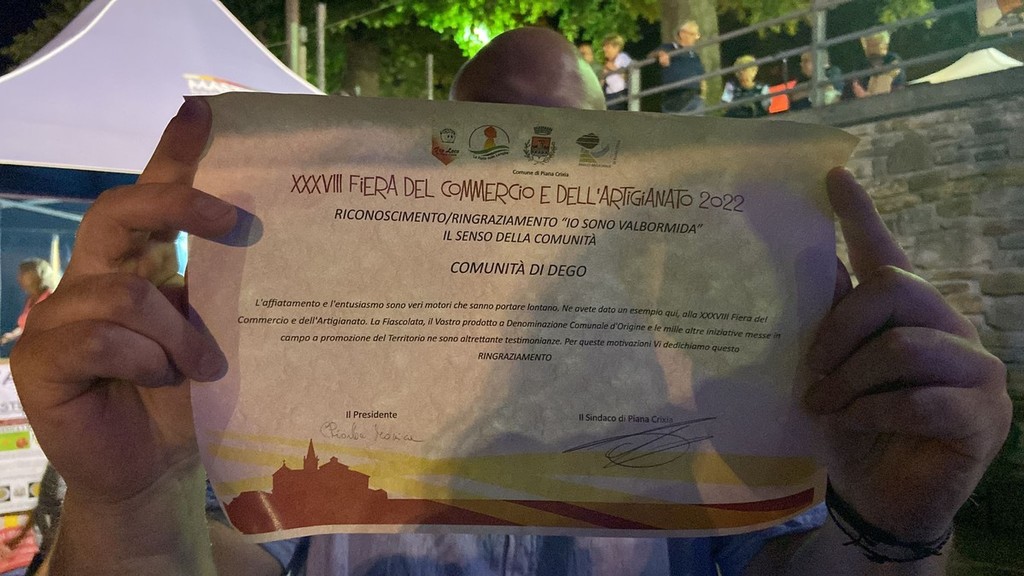 Comune di Piana Crixia
XXXVIII FIERA DEL COMMERCIO E DELL'ARTIGIANATO 2022
RICONOSCIMENTO/RINGRAZIAMENTO "IO SONO VALBORMIDA"
IL SENSO DELLA COMUNITÀ
COMUNITÀ DI DEGO
L'affiatamento e l'entusiasmo sono veri motori che sanno portare lontano. Ne avete dato un esempio qui, alla XXXVIII Fiera del
Commercio e dell'Artigianato. La Fiascolata, il Vastro prodotto a Denominazione Comunale d'Origine e le mille altre iniziative messe in
campo a promozione del Territorio ne sono altrettante testimonianze. Per queste motivazioni Vi dedichiamo questo
RINGRAZIAMENTO
Il Presidente
Il Sindaco di Piana Crixia